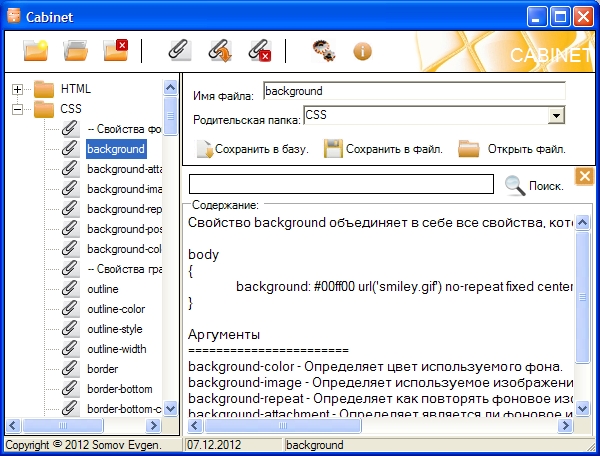 Cabinet
CABINET
HTML
CSS
-- Свойства фо
background
background-atta
background-ima
background-rep
background-pos
background-col
-- Свойства гра
outline
outline-color
outline-style
outline-width
border
border-bottom
border-bottom-c
Имя Файла: background
Родительская папка: CSS
Сохранить в базу. Сохранить в файл. Открыть файл.
Поиск.
Содержание:
Свойство background объединяет в себе все свойства, кото
body
{
background: #00ff00 url('smiley.gif') no-repeat fixed center
}
Аргументы
=======================
background-color - Определяет цвет используемого фона.
background-image - Определяет используемое изображени
background-repeat - Определяет как повторять фоновое изо
background-attachment - Определяет является ли фоновое и
Copyright © 2012 Somov Evgen. 07.12.2012 background